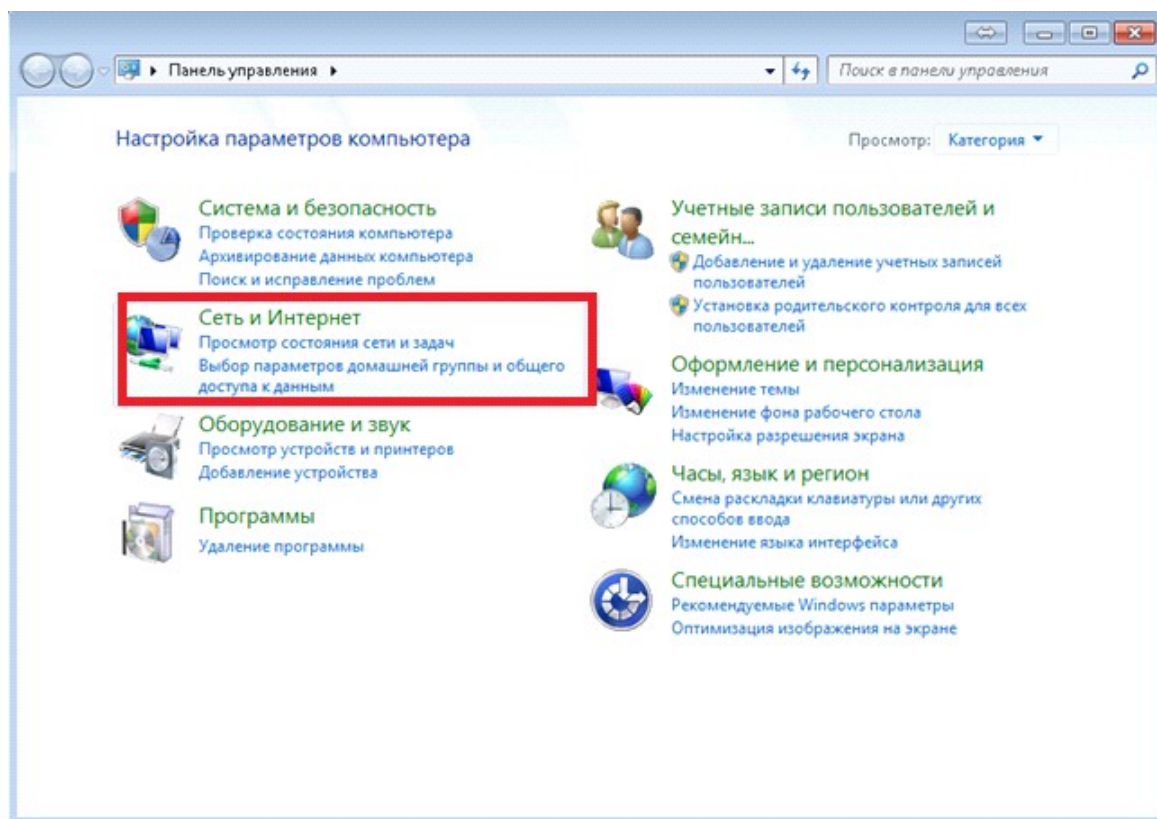 Панель управления
Поиск в панели управления
Настройка параметров компьютера
Просмотр: Категория
Система и безопасность
Проверка состояния компьютера
Архивирование данных компьютера
Поиск и исправление проблем
Сеть и Интернет
Просмотр состояния сети и задач
Выбор параметров домашней группы и общего
доступа к данным
Оборудование и звук
Просмотр устройств и принтеров
Добавление устройства
Программы
Удаление программы
Учетные записи пользователей и
семейн...
Добавление и удаление учетных записей
пользователей
Установка родительского контроля для всех
пользователей
Оформление и персонализация
Изменение темы
Изменение фона рабочего стола
Настройка разрешения экрана
Часы, язык и регион
Смена раскладки клавиатуры или других
способов ввода
Изменение языка интерфейса
Специальные возможности
Рекомендуемые Windows параметры
Оптимизация изображения на экране